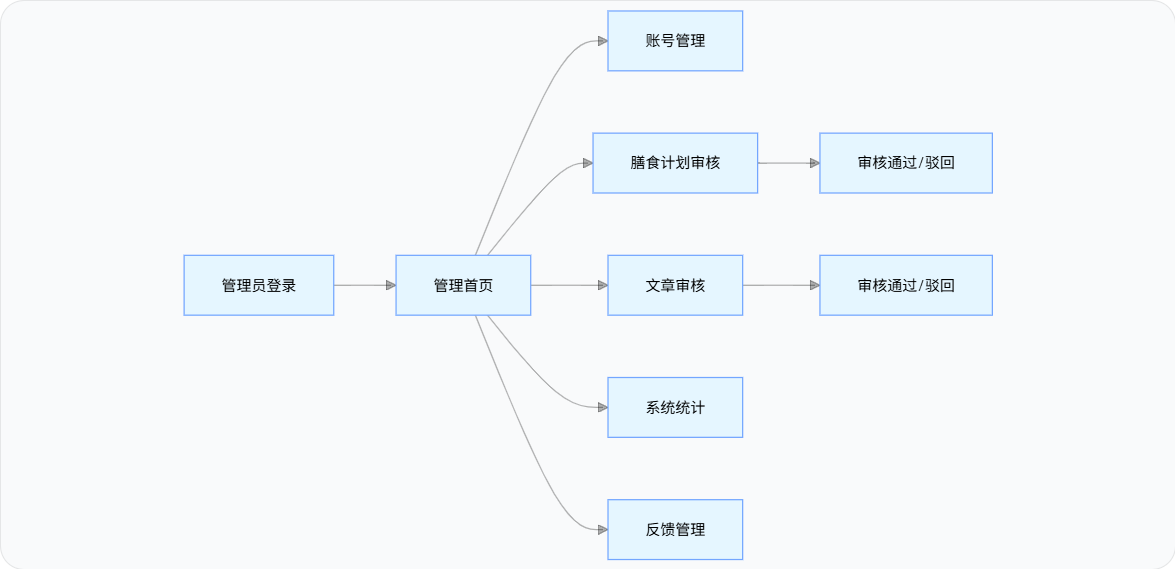 账号管理
膳食计划审核
审核通过/驳回
管理员登录
管理首页
文章审核
审核通过/驳回
系统统计
反馈管理